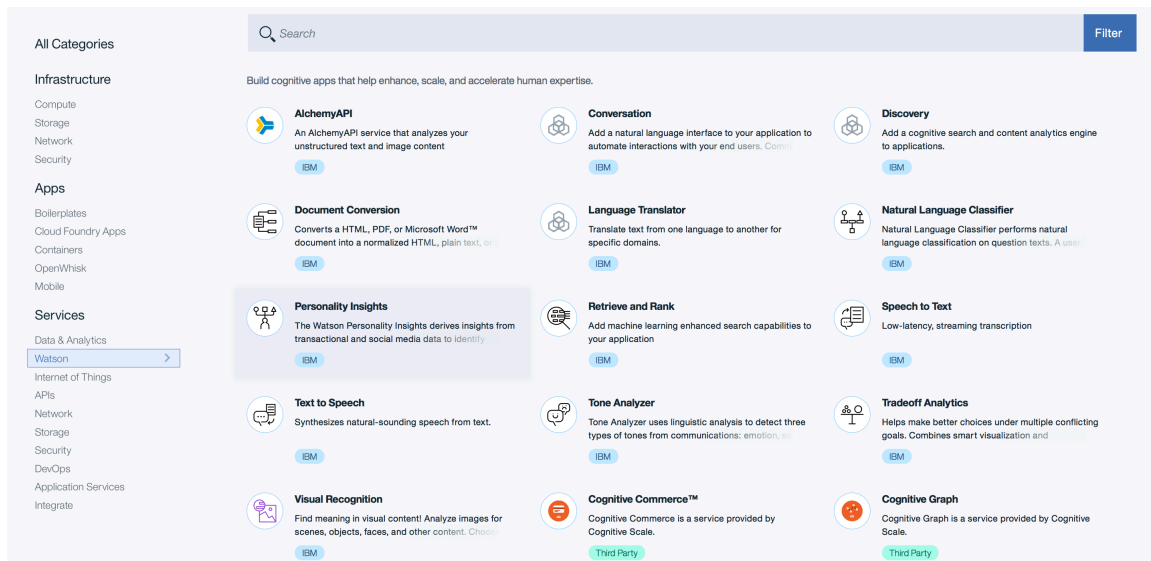 All Categories
Infrastructure
Compute
Storage
Network
Security
Apps
Boilerplates
Cloud Foundry Apps
Containers
OpenWhisk
Mobile
Services
Data & Analytics
Watson
Internet of Things
APIs
Network
Storage
Security
DevOps
Application Services
Integrate
Search
Filter
Build cognitive apps that help enhance, scale, and accelerate human expertise.
AlchemyAPI
An AlchemyAPI service that analyzes your
unstructured text and image content
IBM
Conversation
Add a natural language interface to your application to
automate interactions with your end users. Comm
IBM
Discovery
Add a cognitive search and content analytics engine
to applications.
IBM
Document Conversion
Converts a HTML, PDF, or Microsoft Word™
document into a normalized HTML, plain text, or
IBM
Language Translator
Translate text from one language to another for
specific domains.
IBM
Natural Language Classifier
Natural Language Classifier performs natural
language classification on question texts. A user
IBM
Personality Insights
The Watson Personality Insights derives insights from
transactional and social media data to identify
IBM
Retrieve and Rank
Add machine learning enhanced search capabilities to
your application
IBM
Speech to Text
Low-latency, streaming transcription
IBM
Text to Speech
Synthesizes natural-sounding speech from text.
IBM
Tone Analyzer
Tone Analyzer uses linguistic analysis to detect three
types of tones from communications: emotion,
IBM
Tradeoff Analytics
Helps make better choices under multiple conflicting
goals. Combines smart visualization and
IBM
Visual Recognition
Find meaning in visual content! Analyze images for
scenes, objects, faces, and other content. Choose
IBM
Cognitive Commerce™
Cognitive Commerce is a service provided by
Cognitive Scale.
Third Party
Cognitive Graph
Cognitive Graph is a service provided by Cognitive
Scale.
Third Party